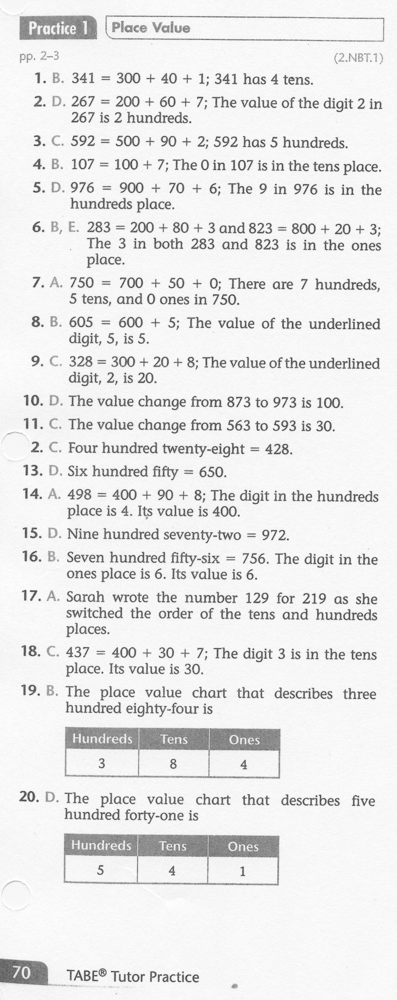 Practice 1 Place Value
pp. 2–3 (2.NBT.1)
1. B. 341 = 300 + 40 + 1; 341 has 4 tens.
2. D. 267 = 200 + 60 + 7; The value of the digit 2 in
267 is 2 hundreds.
3. C. 592 = 500 + 90 + 2; 592 has 5 hundreds.
4. B. 107 = 100 + 7; The 0 in 107 is in the tens place.
5. D. 976 = 900 + 70 + 6; The 9 in 976 is in the
hundreds place.
6. B, E. 283 = 200 + 80 + 3 and 823 = 800 + 20 + 3;
The 3 in both 283 and 823 is in the ones
place.
7. A. 750 = 700 + 50 + 0; There are 7 hundreds,
5 tens, and 0 ones in 750.
8. B. 605 = 600 + 5; The value of the underlined
digit, 5, is 5.
9. C. 328 = 300 + 20 + 8; The value of the underlined
digit, 2, is 20.
10. D. The value change from 873 to 973 is 100.
11. C. The value change from 563 to 593 is 30.
2. C. Four hundred twenty-eight = 428.
13. D. Six hundred fifty = 650.
14. A. 498 = 400 + 90 + 8; The digit in the hundreds
place is 4. Its value is 400.
15. D. Nine hundred seventy-two = 972.
16. B. Seven hundred fifty-six = 756. The digit in the
ones place is 6. Its value is 6.
17. A. Sarah wrote the number 129 for 219 as she
switched the order of the tens and hundreds
places.
18. C. 437 = 400 + 30 + 7; The digit 3 is in the tens
place. Its value is 30.
19. B. The place value chart that describes three
hundred eighty-four is
Hundreds Tens Ones
3 8 4
20. D. The place value chart that describes five
hundred forty-one is
Hundreds Tens Ones
5 4 1
70 TABE® Tutor Practice